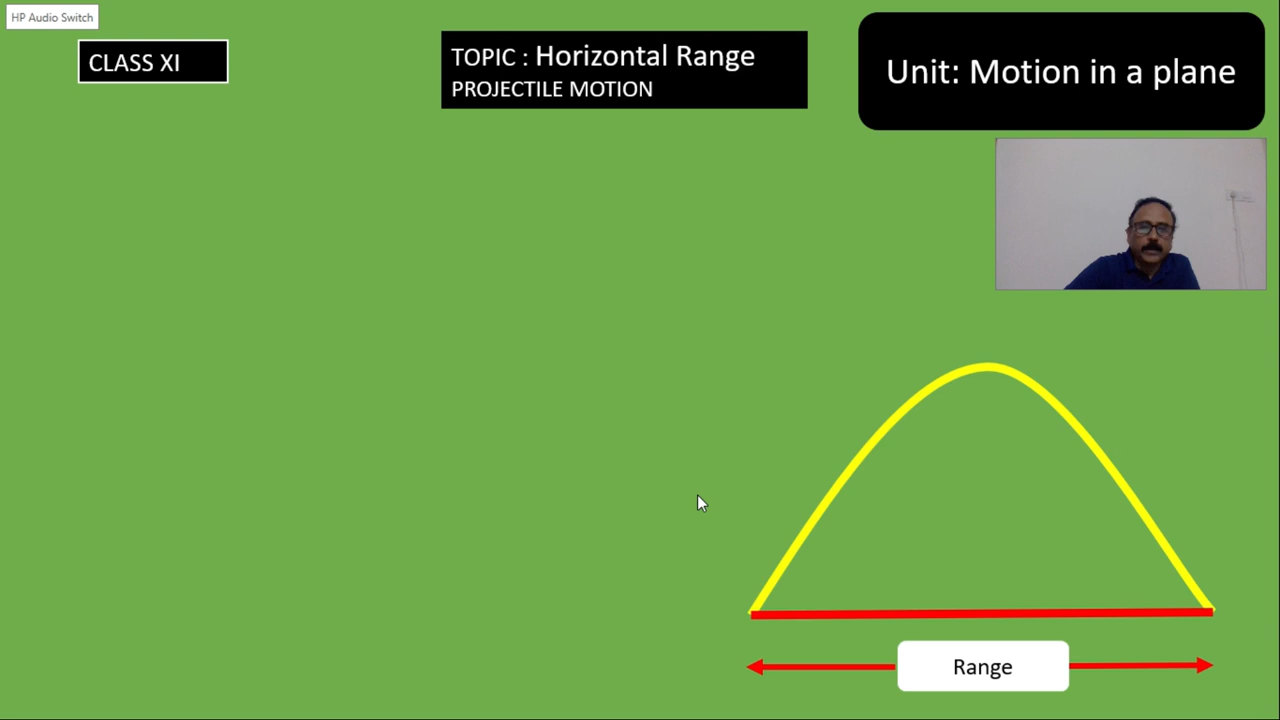 HP Audio Switch
CLASS XI
TOPIC : Horizontal Range
PROJECTILE MOTION
Unit: Motion in a plane
Range